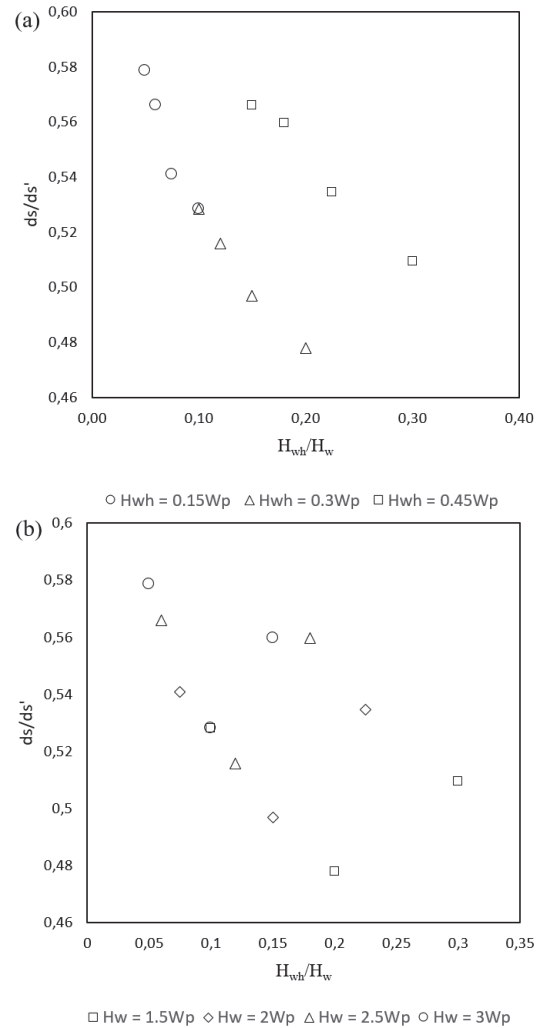 (a)
0,60
0,58
0,56
0,54
0,52
0,50
0,48
0,46
ds/ds'
0,00 0,10 0,20 0,30 0,40
Hwh/Hw
○ Hwh = 0.15Wp △ Hwh = 0.3Wp □ Hwh = 0.45Wp
(b)
0,6
0,58
0,56
0,54
0,52
0,5
0,48
0,46
ds/ds'
0 0,05 0,1 0,15 0,2 0,25 0,3 0,35
Hwh/Hw
□ Hw = 1.5Wp ◇ Hw = 2Wp △ Hw = 2.5Wp ○ Hw = 3Wp